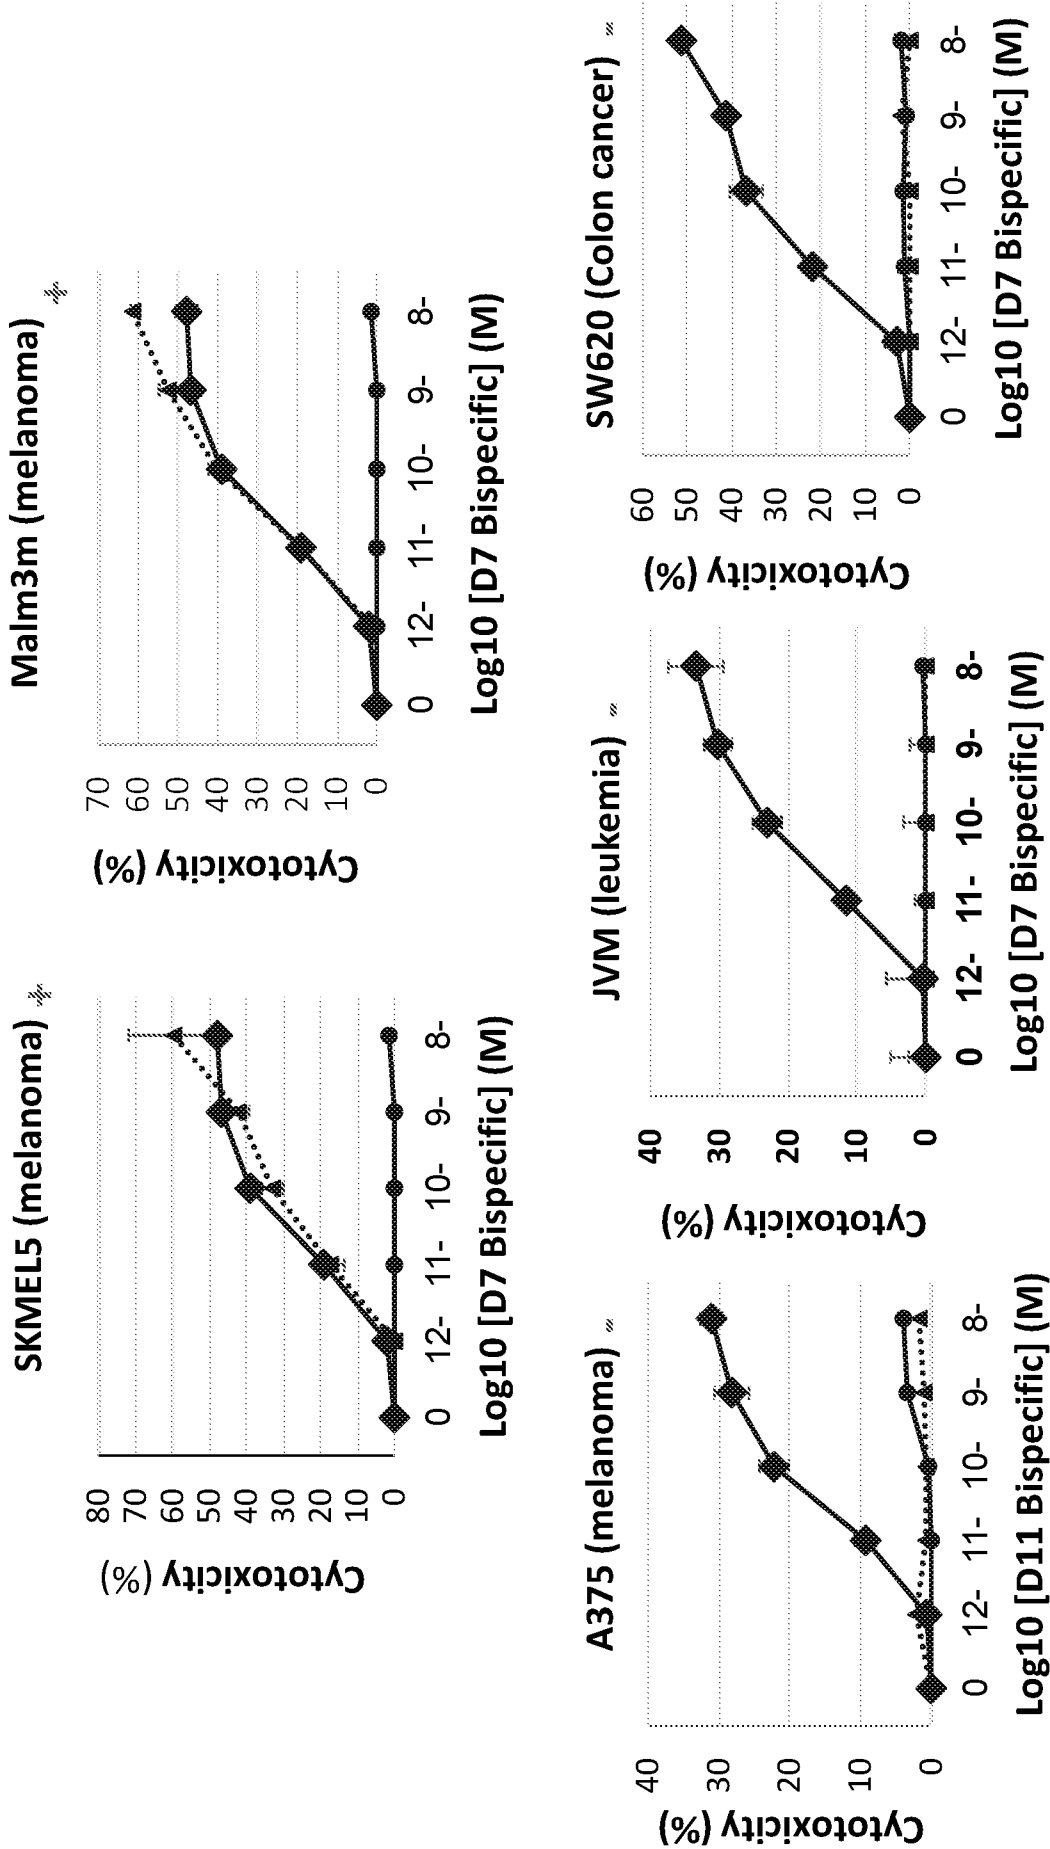 SKMEL5 (melanoma) +
Cytotoxicity (%)
80
70
60
50
40
30
20
10
0
0 12- 11- 10- 9- 8-
Log10 [D7 Bispecific] (M)
Malm3m (melanoma) +
Cytotoxicity (%)
70
60
50
40
30
20
10
0
0 12- 11- 10- 9- 8-
Log10 [D7 Bispecific] (M)
A375 (melanoma) -
Cytotoxicity (%)
40
30
20
10
0
0 12- 11- 10- 9- 8-
Log10 [D11 Bispecific] (M)
JVM (leukemia) -
Cytotoxicity (%)
40
30
20
10
0
0 12- 11- 10- 9- 8-
Log10 [D7 Bispecific] (M)
SW620 (Colon cancer) -
Cytotoxicity (%)
60
50
40
30
20
10
0
0 12- 11- 10- 9- 8-
Log10 [D7 Bispecific] (M)